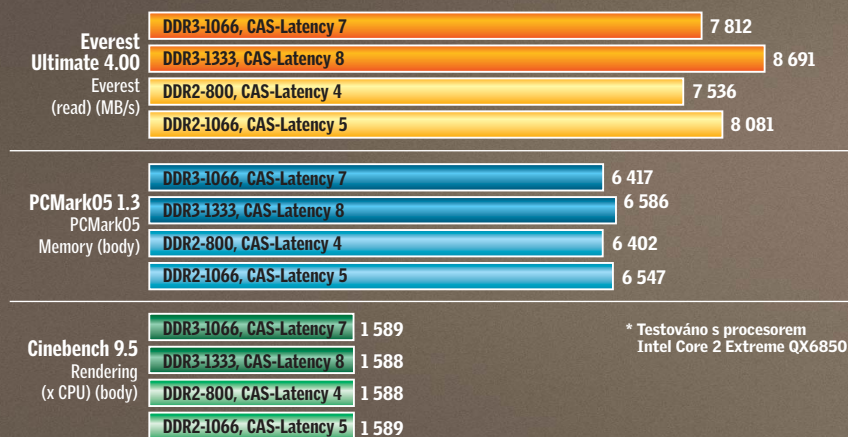 Everest
Ultimate 4.00
Everest
(read) (MB/s)
DDR3-1066, CAS-Latency 7
7 812
DDR3-1333, CAS-Latency 8
8 691
DDR2-800, CAS-Latency 4
7 536
DDR2-1066, CAS-Latency 5
8 081
PCMark05 1.3
PCMark05
Memory (body)
DDR3-1066, CAS-Latency 7
6 417
DDR3-1333, CAS-Latency 8
6 586
DDR2-800, CAS-Latency 4
6 402
DDR2-1066, CAS-Latency 5
6 547
Cinebench 9.5
Rendering
(x CPU) (body)
DDR3-1066, CAS-Latency 7
1 589
DDR3-1333, CAS-Latency 8
1 588
DDR2-800, CAS-Latency 4
1 588
DDR2-1066, CAS-Latency 5
1 589
* Testováno s procesorem
Intel Core 2 Extreme QX6850